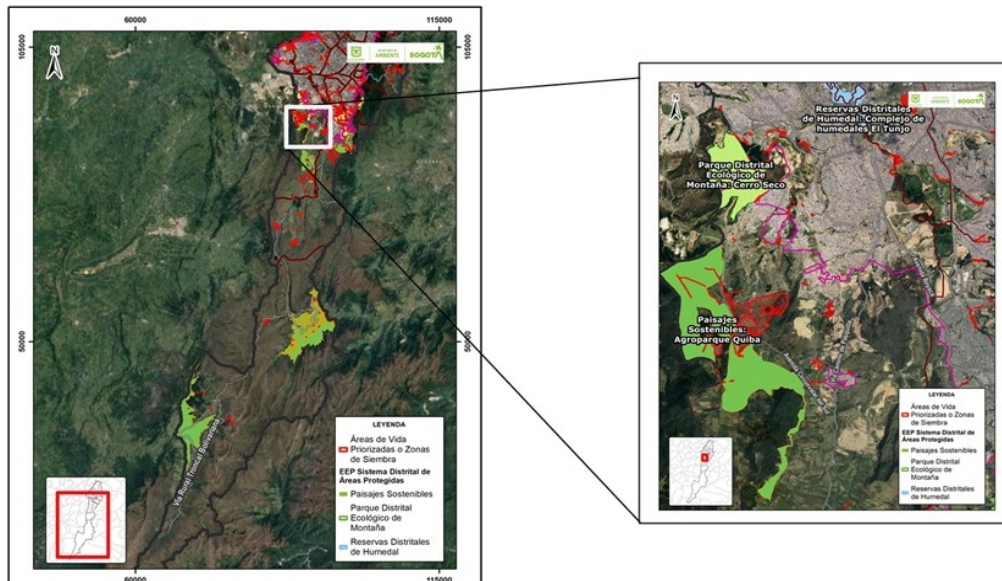 60000
115000
105000
105000
N
AMBIENTE
BOGOTÁ
50000
50000
Vía Rural Troncal Bolivariana
LEYENDA
Áreas de Vida
Priorizadas o Zonas
de Siembra
EEP Sistema Distrital de
Áreas Protegidas
Paisajes Sostenibles
Parque Distrital
Ecológico de
Montaña
Reservas Distritales
de Humedal
60000
115000
N
AMBIENTE
BOGOTÁ
Reservas Distritales
de Humedal: Complejo de
humedales El Tunjo
Parque Distrital
Ecológico de
Montaña: Cerro Seco
Paisajes
Sostenibles:
Agroparque Quiba
LEYENDA
Áreas de Vida
Priorizadas o Zonas
de Siembra
EEP Sistema Distrital de
Áreas Protegidas
Paisajes Sostenibles
Parque Distrital
Ecológico de
Montaña
Reservas Distritales
de Humedal